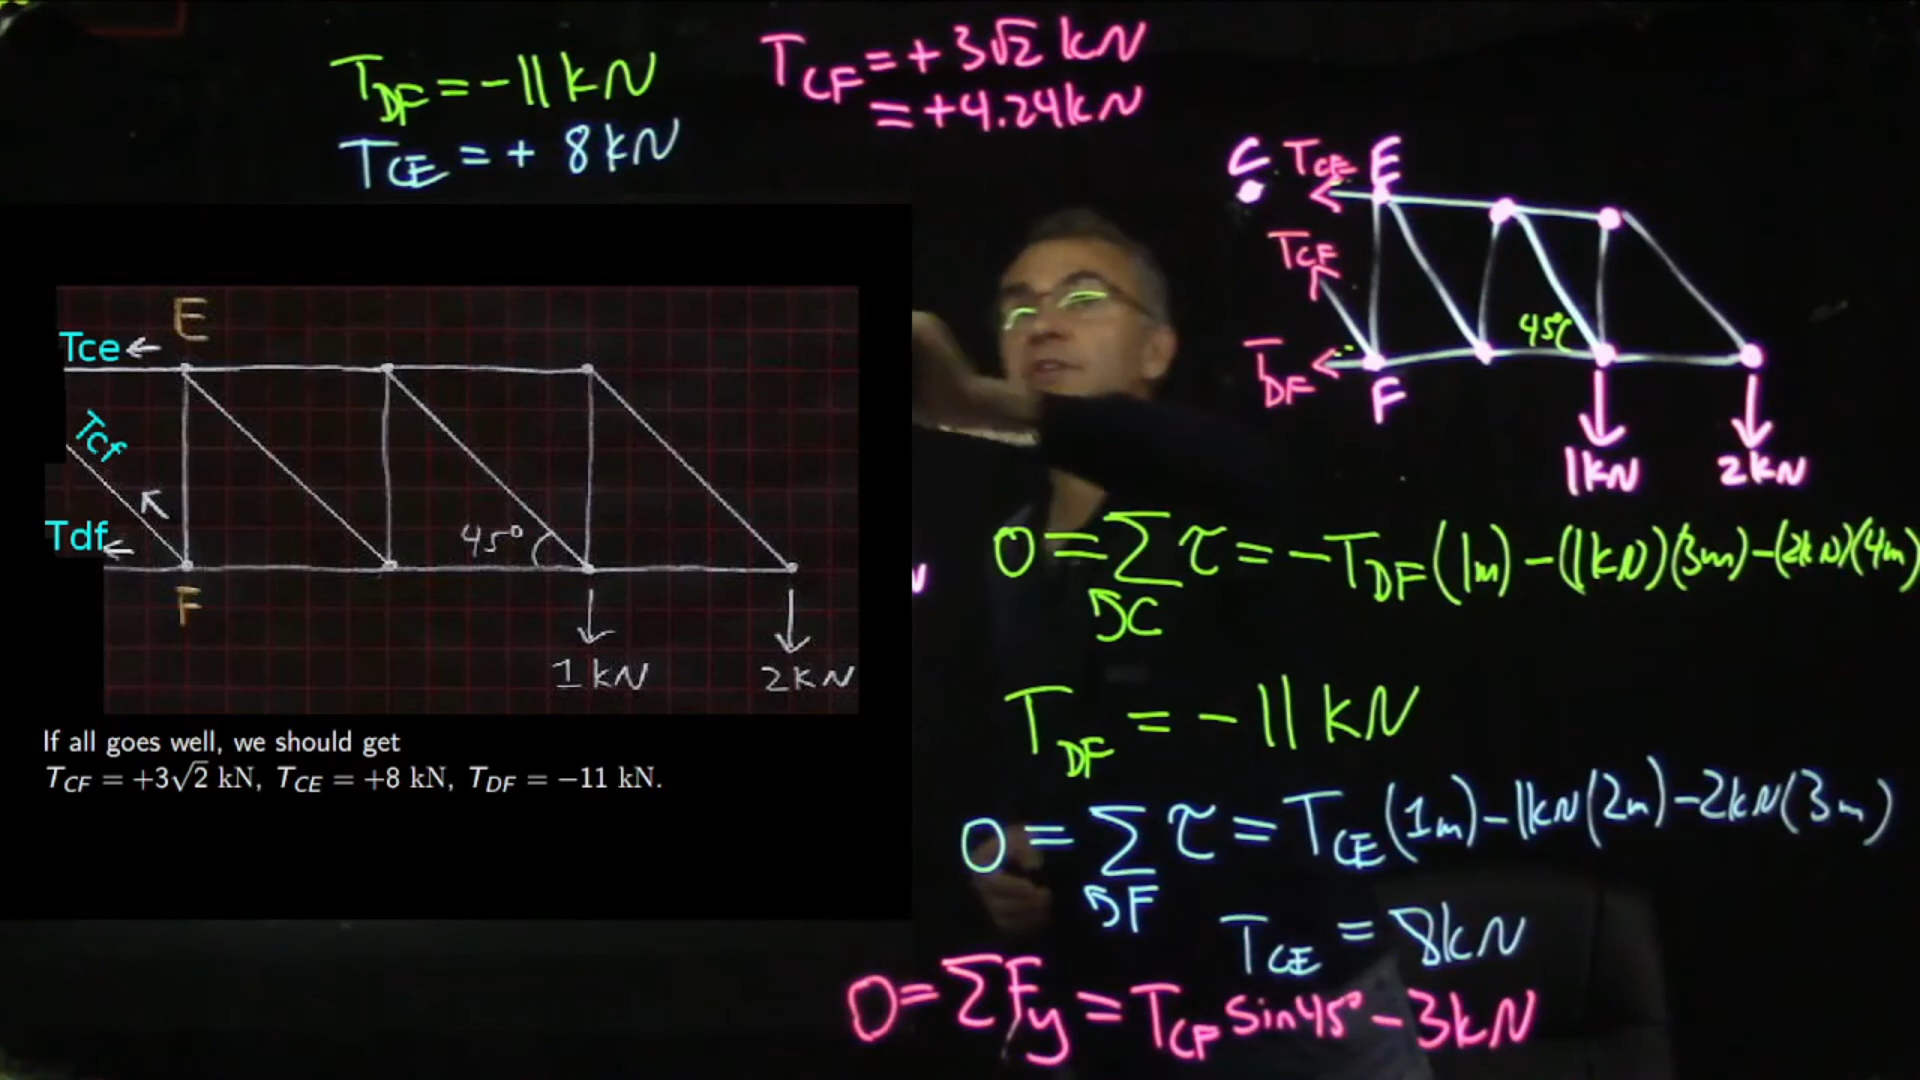 T_DF = -11 kN
T_CE = + 8 kN
T_CF = + 3√2 kN
= +4.24 kN
C T_CE E
T_CF
45°
T_DF
F
1kN 2kN
E
Tce
Tcf
45°
Tdf
F
1 kN 2 kN
If all goes well, we should get
T_CF = +3√2 kN, T_CE = +8 kN, T_DF = −11 kN.
0 = Σ τ = -T_DF (1m) - (1kN)(3m) - (2kN)(4m)
C
T_DF = -11 kN
0 = Σ τ = T_CE (1m) - 1kN (2m) - 2kN (3m)
F
T_CE = 8kN
0 = ΣFy = T_CF sin45° - 3kN